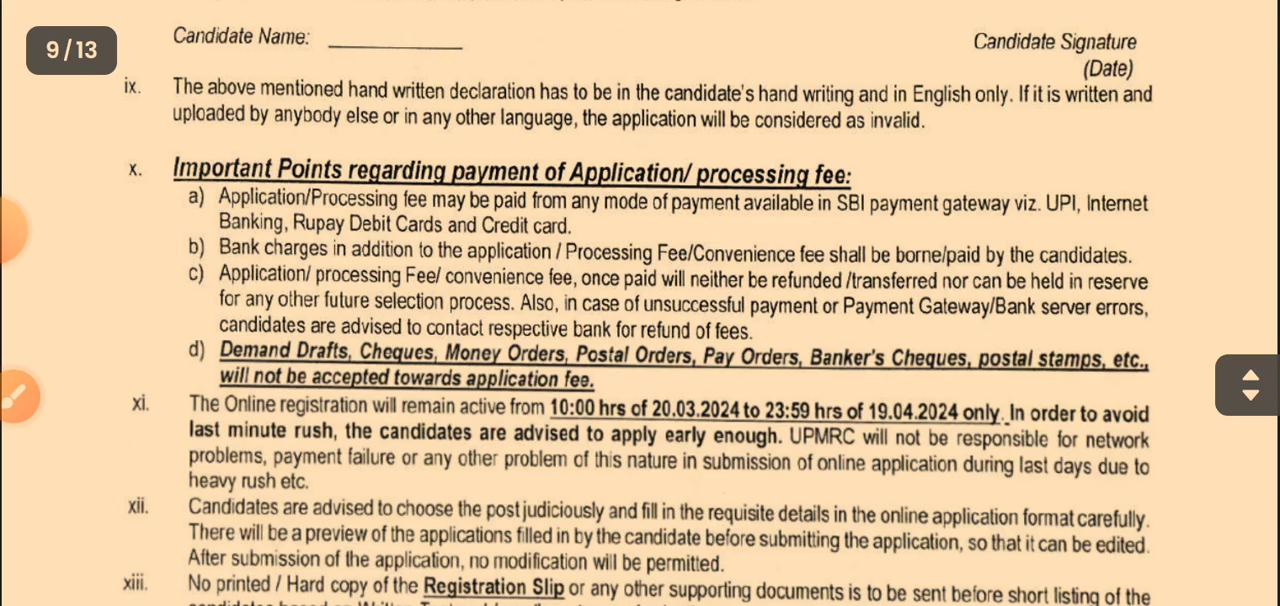 9/13
Candidate Name: ____________
Candidate Signature
(Date)
ix. The above mentioned hand written declaration has to be in the candidate's hand writing and in English only. If it is written and
uploaded by anybody else or in any other language, the application will be considered as invalid.
x. Important Points regarding payment of Application/ processing fee:
a) Application/Processing fee may be paid from any mode of payment available in SBI payment gateway viz. UPI, Internet
Banking, Rupay Debit Cards and Credit card.
b) Bank charges in addition to the application / Processing Fee/Convenience fee shall be borne/paid by the candidates.
c) Application/ processing Fee/ convenience fee, once paid will neither be refunded /transferred nor can be held in reserve
for any other future selection process. Also, in case of unsuccessful payment or Payment Gateway/Bank server errors,
candidates are advised to contact respective bank for refund of fees.
d) Demand Drafts, Cheques, Money Orders, Postal Orders, Pay Orders, Banker's Cheques, postal stamps, etc.,
will not be accepted towards application fee.
xi. The Online registration will remain active from 10:00 hrs of 20.03.2024 to 23:59 hrs of 19.04.2024 only. In order to avoid
last minute rush, the candidates are advised to apply early enough. UPMRC will not be responsible for network
problems, payment failure or any other problem of this nature in submission of online application during last days due to
heavy rush etc.
xii. Candidates are advised to choose the post judiciously and fill in the requisite details in the online application format carefully.
There will be a preview of the applications filled in by the candidate before submitting the application, so that it can be edited.
After submission of the application, no modification will be permitted.
xiii. No printed / Hard copy of the Registration Slip or any other supporting documents is to be sent before short listing of the